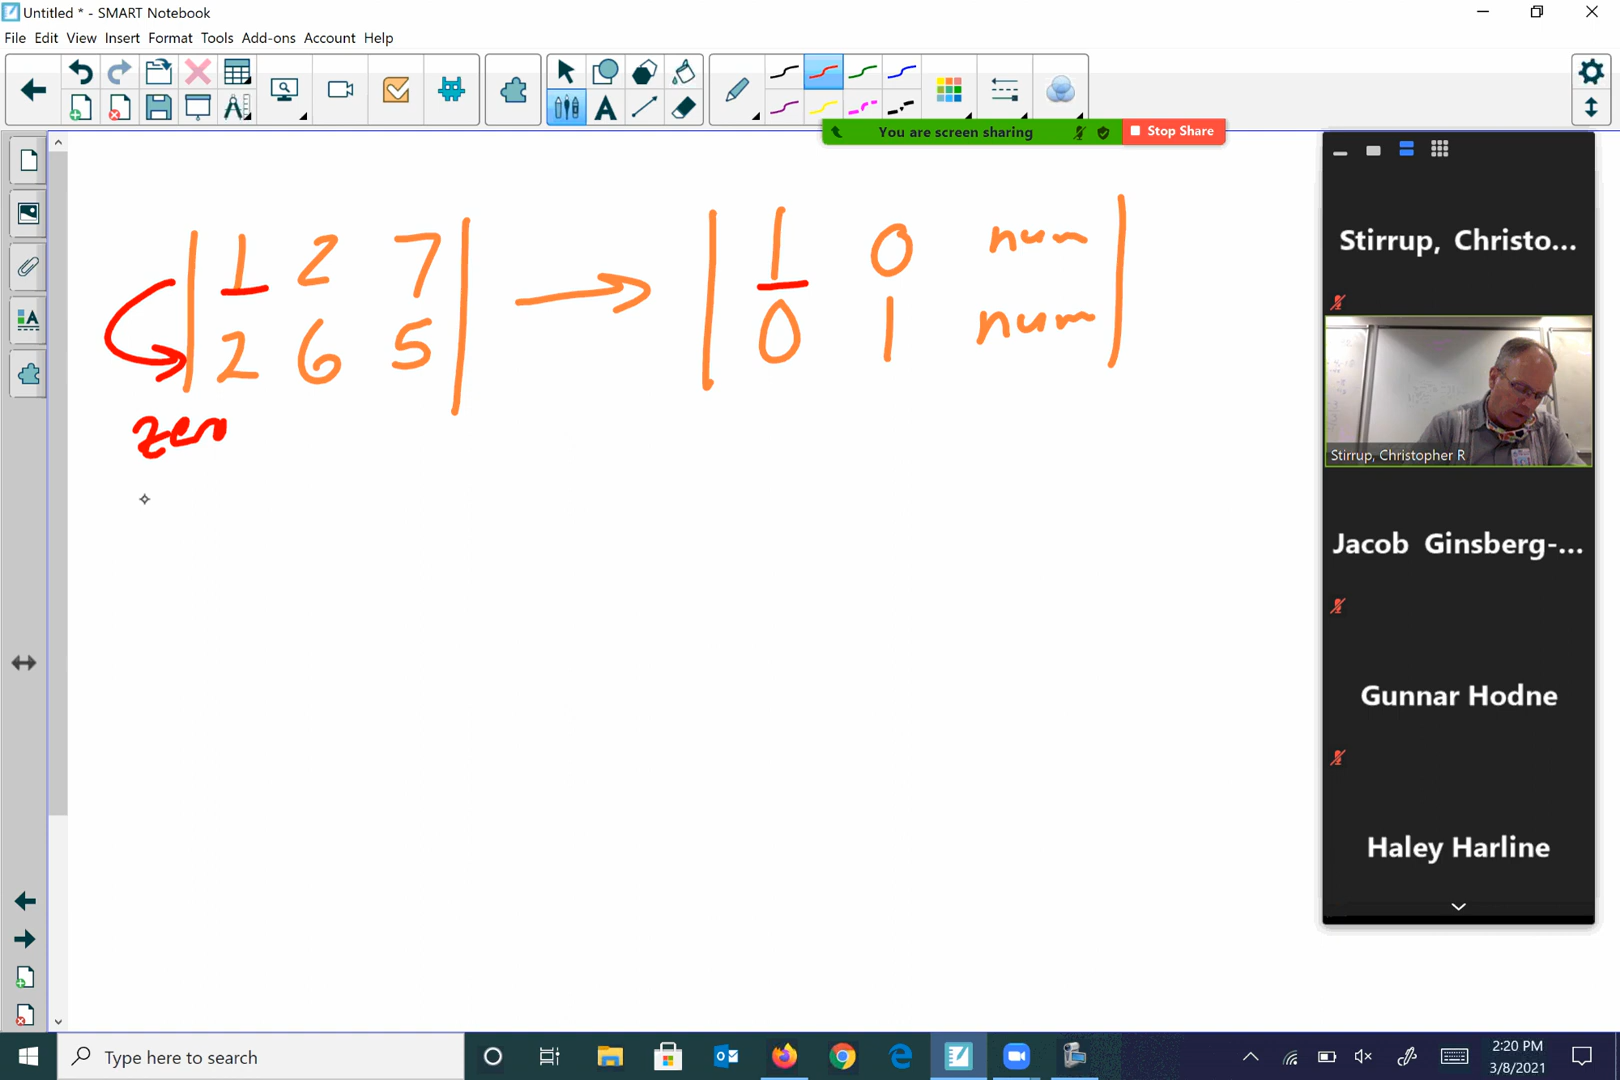 Untitled * - SMART Notebook
File Edit View Insert Format Tools Add-ons Account Help
You are screen sharing
Stop Share
1 2 7
2 6 5
zero
1 0 num
0 1 num
Stirrup, Christo...
Stirrup, Christopher R
Jacob Ginsberg-...
Gunnar Hodne
Haley Harline
Type here to search
2:20 PM
3/8/2021